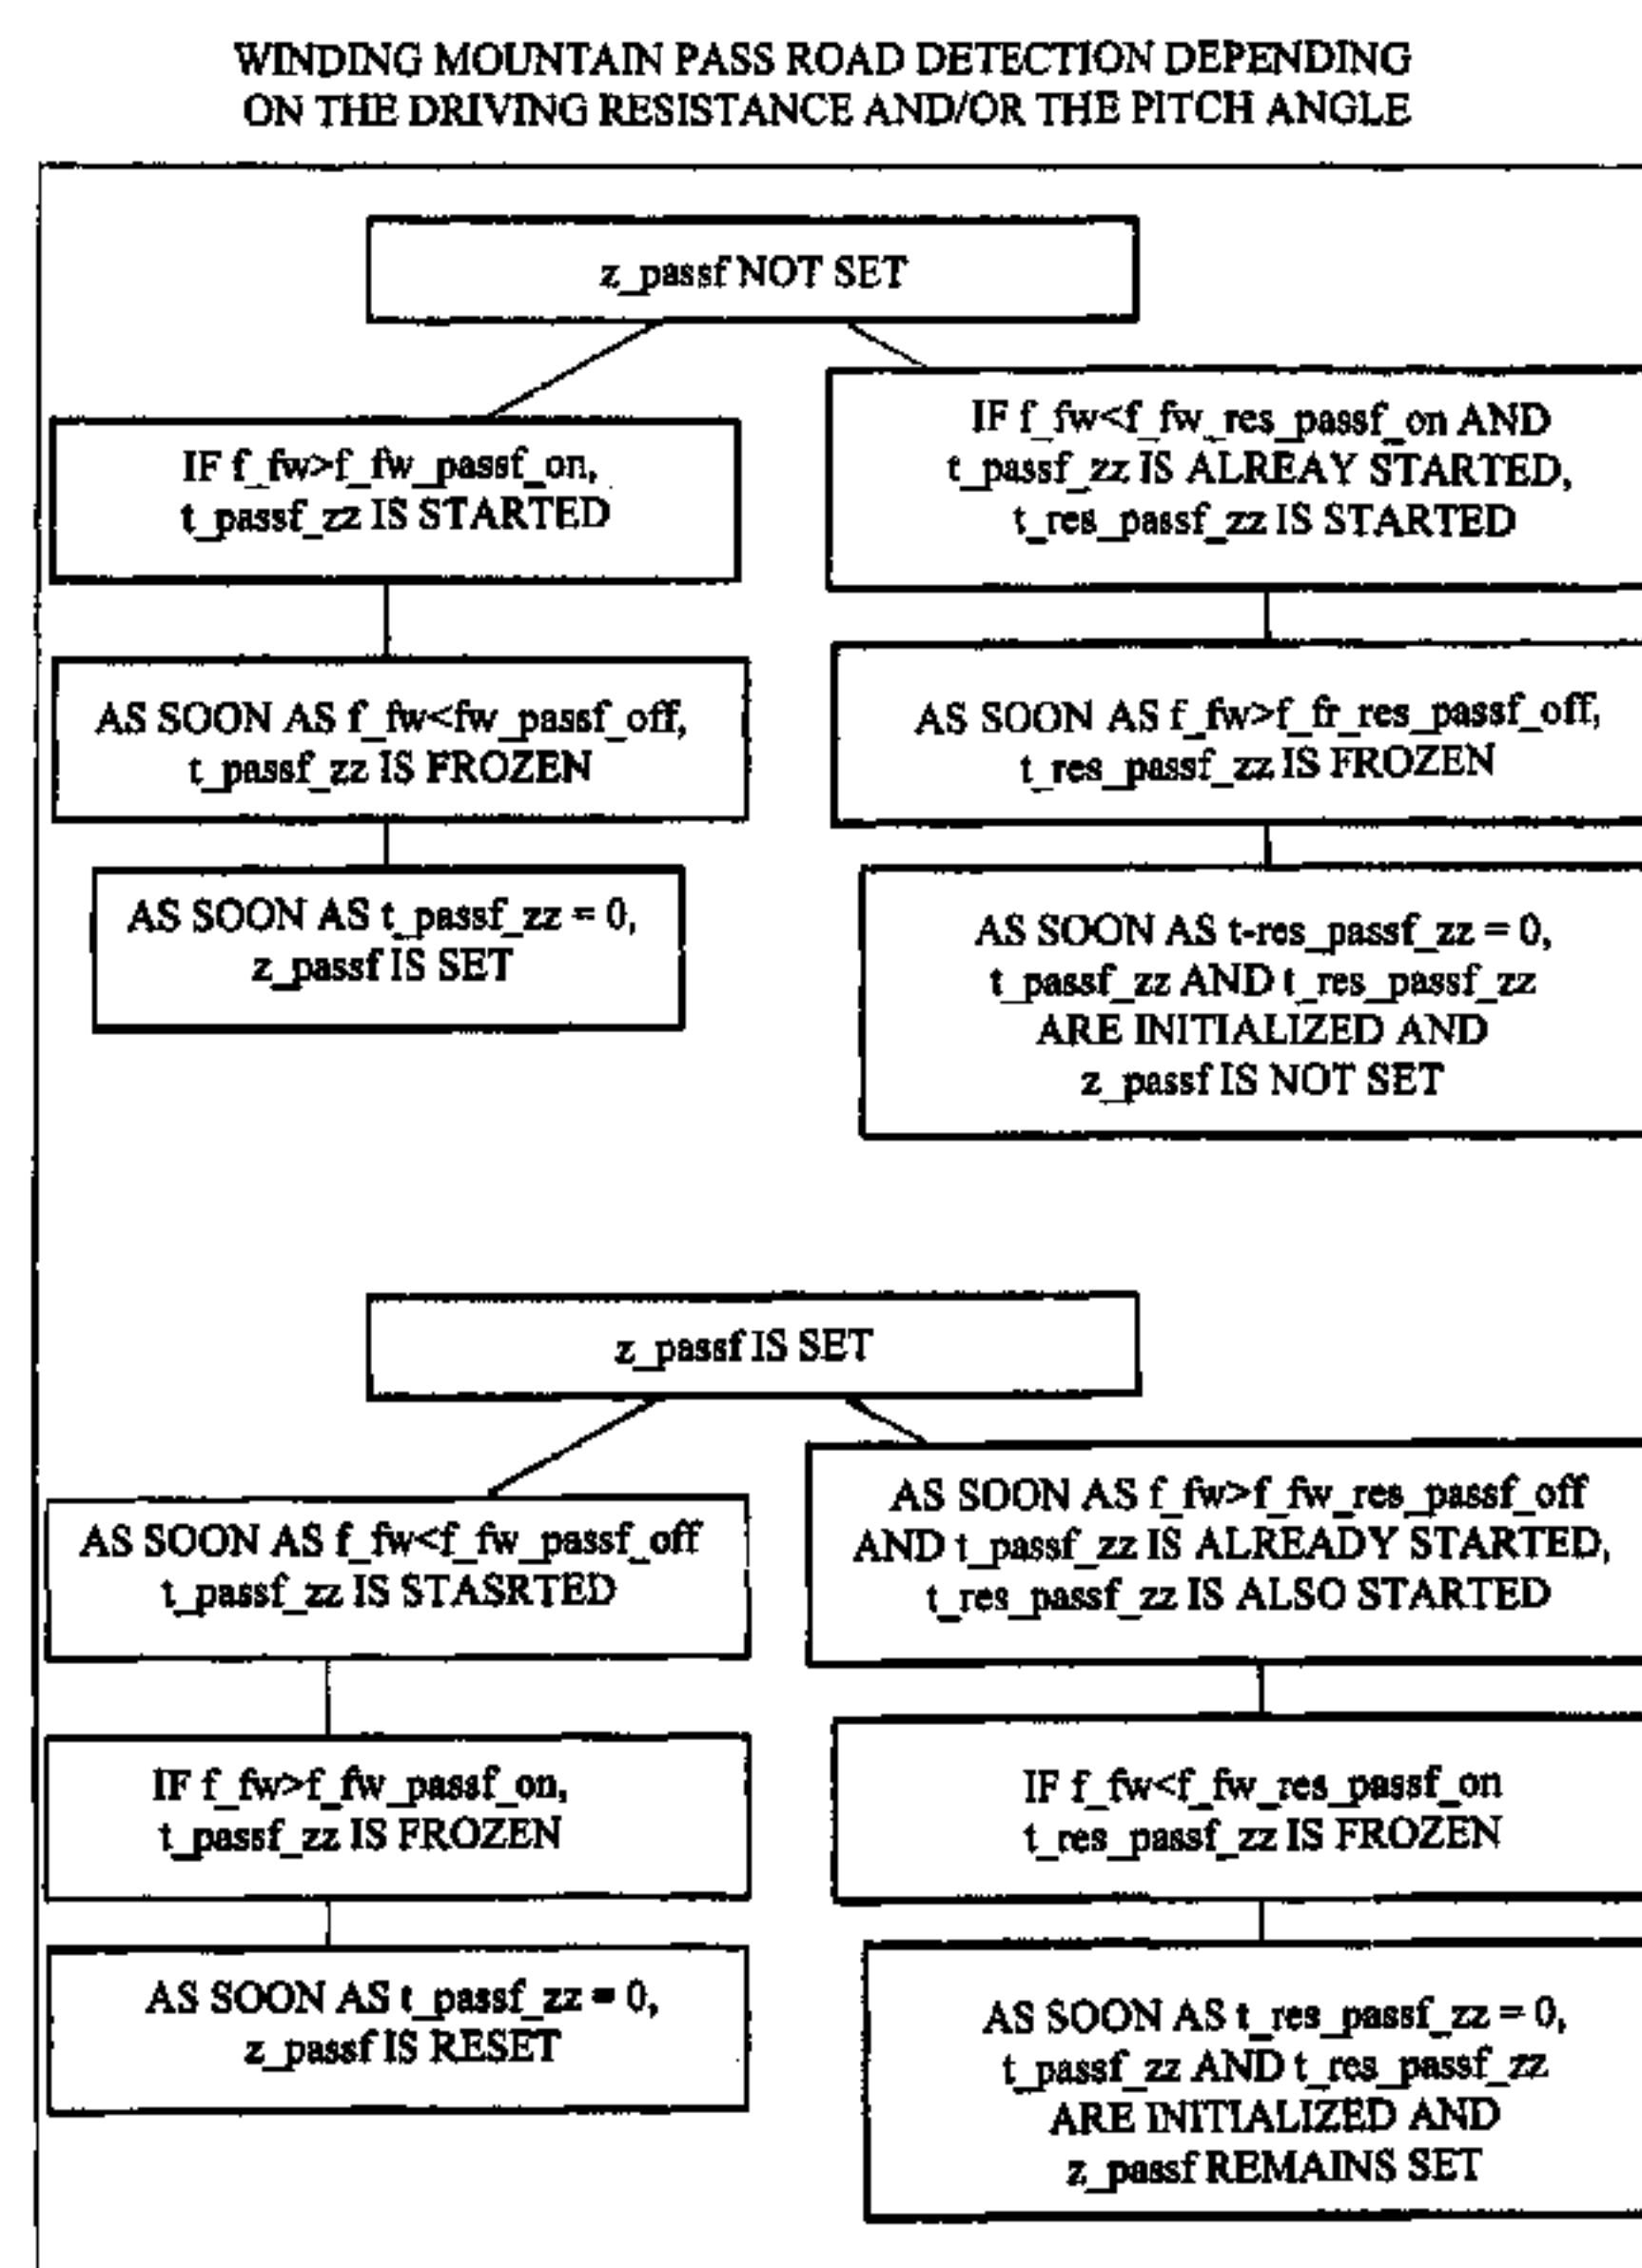 WINDING MOUNTAIN PASS ROAD DETECTION DEPENDING
ON THE DRIVING RESISTANCE AND/OR THE PITCH ANGLE
z_passf NOT SET
IF f_fw>f_fw_passf_on,
t_passf_zz IS STARTED
AS SOON AS f_fw<fw_passf_off,
t_passf_zz IS FROZEN
AS SOON AS t_passf_zz = 0,
z_passf IS SET
IF f_fw<f_fw_res_passf_on AND
t_passf_zz IS ALREAY STARTED,
t_res_passf_zz IS STARTED
AS SOON AS f_fw>f_fr_res_passf_off,
t_res_passf_zz IS FROZEN
AS SOON AS t-res_passf_zz = 0,
t_passf_zz AND t_res_passf_zz
ARE INITIALIZED AND
z_passf IS NOT SET
z_passf IS SET
AS SOON AS f_fw<f_fw_passf_off
t_passf_zz IS STASRTED
IF f_fw>f_fw_passf_on,
t_passf_zz IS FROZEN
AS SOON AS t_passf_zz = 0,
z_passf IS RESET
AS SOON AS f_fw>f_fw_res_passf_off
AND t_passf_zz IS ALREADY STARTED,
t_res_passf_zz IS ALSO STARTED
IF f_fw<f_fw_res_passf_on
t_res_passf_zz IS FROZEN
AS SOON AS t_res_passf_zz = 0,
t_passf_zz AND t_res_passf_zz
ARE INITIALIZED AND
z_passf REMAINS SET